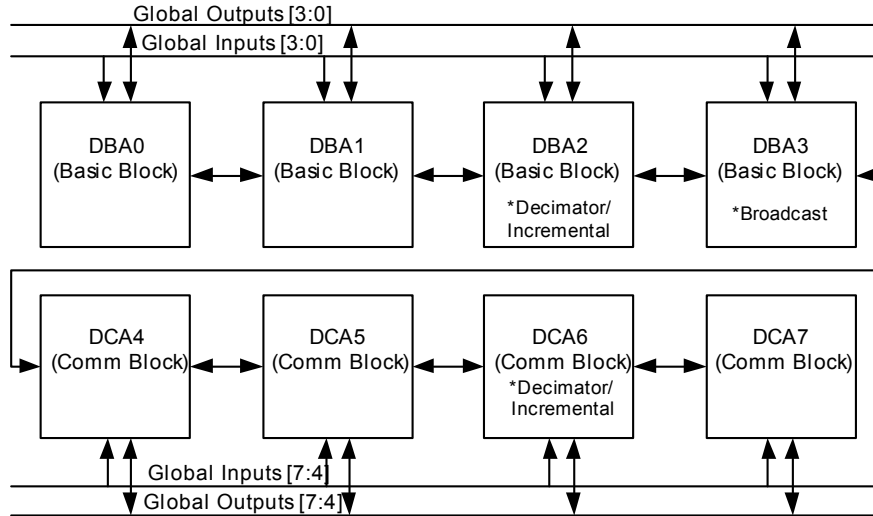 Global Outputs [3:0]
Global Inputs [3:0]
DBA0
(Basic Block)
DBA1
(Basic Block)
DBA2
(Basic Block)
*Decimator/
Incremental
DBA3
(Basic Block)
*Broadcast
DCA4
(Comm Block)
DCA5
(Comm Block)
DCA6
(Comm Block)
*Decimator/
Incremental
DCA7
(Comm Block)
Global Inputs [7:4]
Global Outputs [7:4]